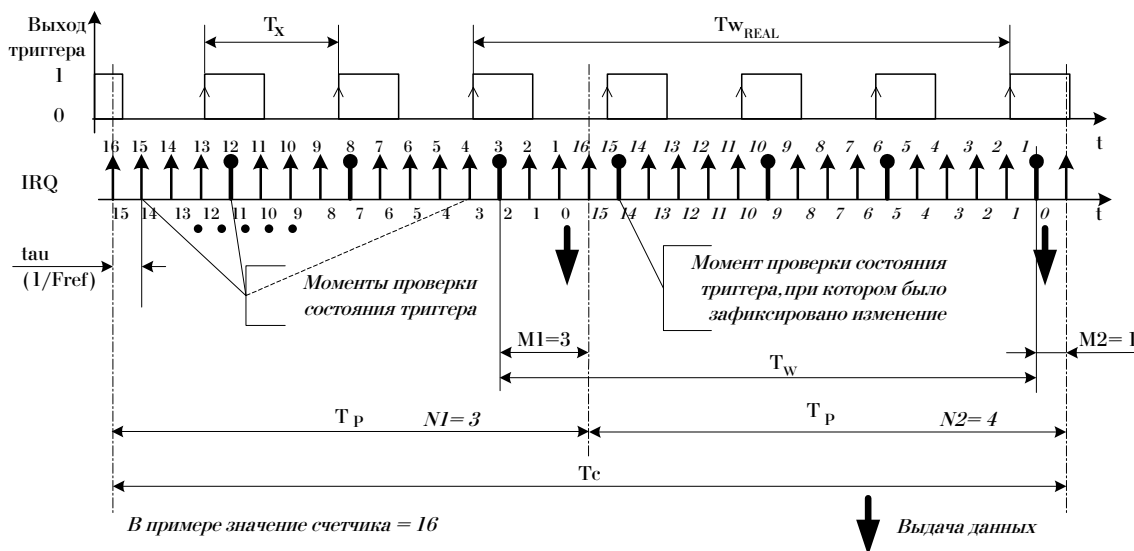 Выход
триггера
T X
Tw REAL
1
0
t
16 15 14 13 12 11 10 9 8 7 6 5 4 3 2 1 16 15 14 13 12 11 10 9 8 7 6 5 4 3 2 1
IRQ
15 14 13 12 11 10 9 8 7 6 5 4 3 2 1 0 15 14 13 12 11 10 9 8 7 6 5 4 3 2 1 0
t
tau
(1/Fref)
Моменты проверки
состояния триггера
Момент проверки состояния
триггера, при котором было
зафиксировано изменение
M1=3
M2= 1
T W
T P N1= 3
T P N2= 4
Tc
В примере значение счетчика = 16
Выдача данных